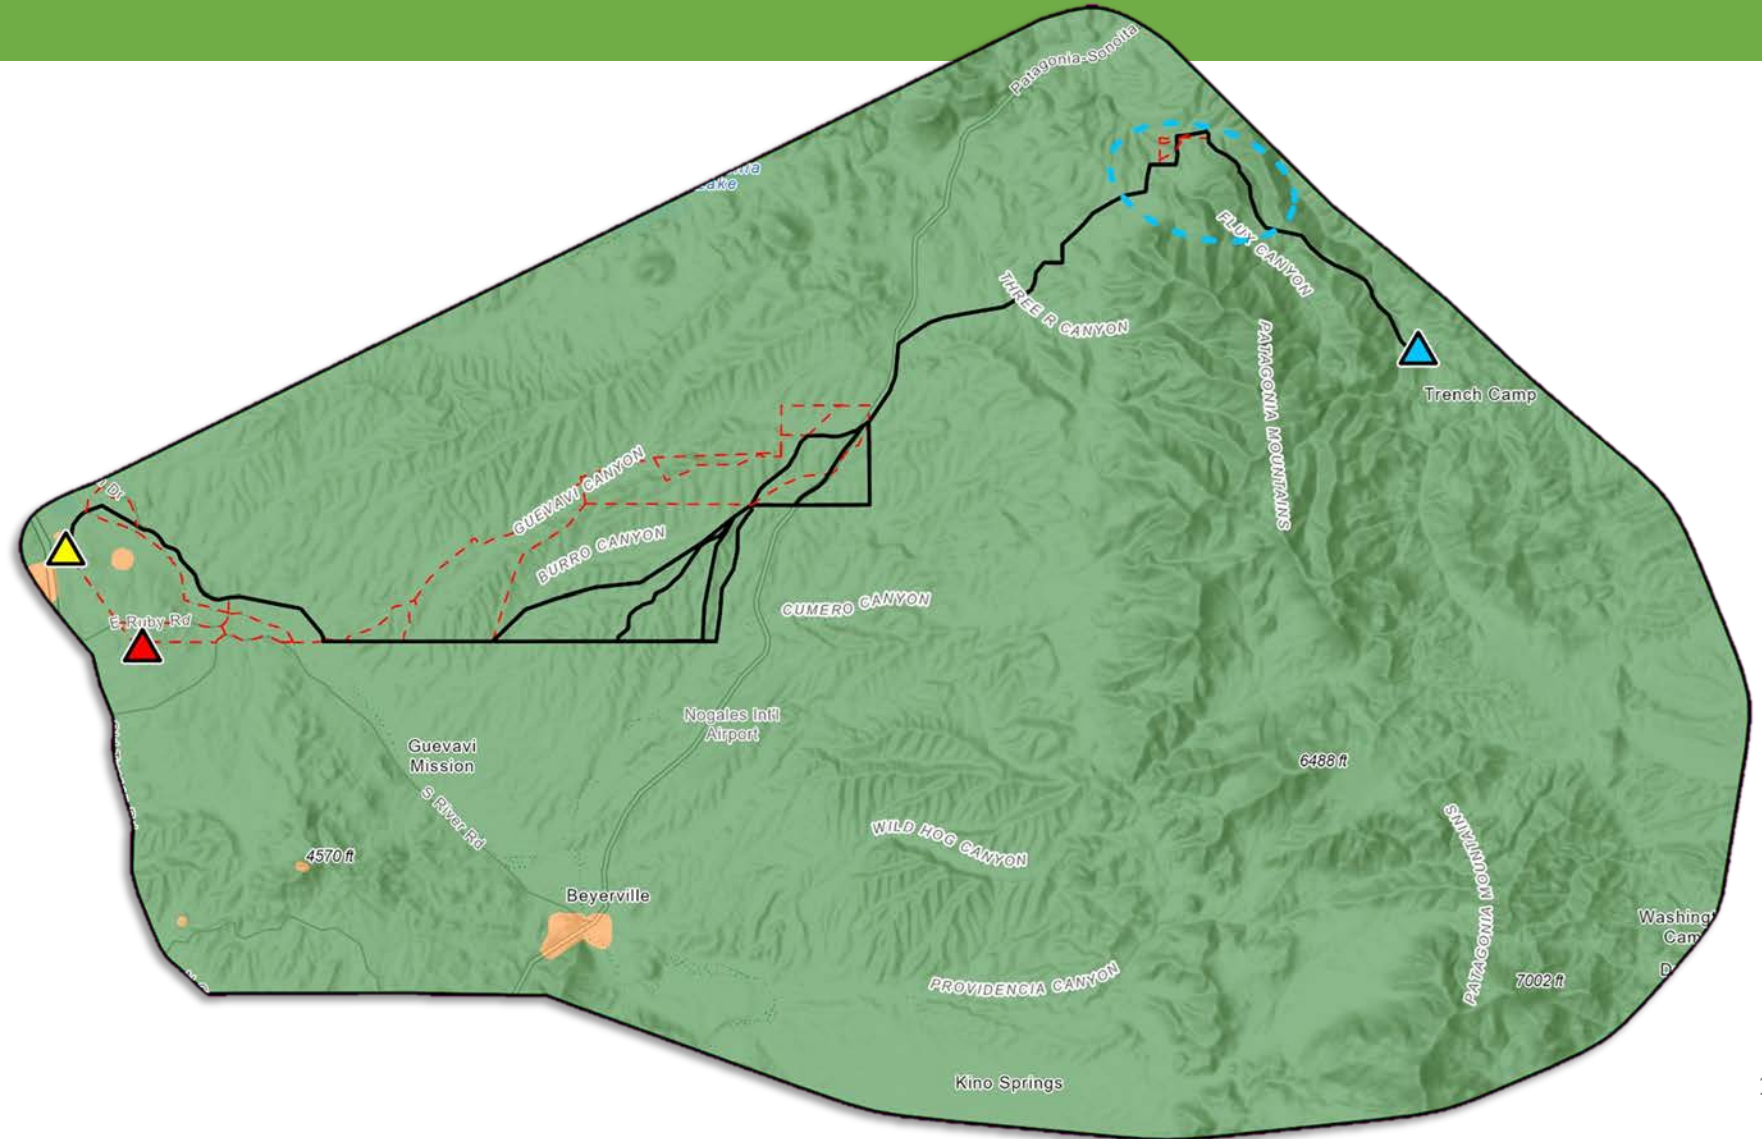 Patagonia-Sonoita
Lake
FLUX CANYON
THREE R CANYON
PATAGONIA MOUNTAINS
Trench Camp
GUEVAVI CANYON
Dr
BURRO CANYON
CUMERO CANYON
E Ruby Rd
Nogales Int'l
Airport
Guevavi
Mission
6488 ft
S River Rd
PATAGONIA MOUNTAINS
WILD HOG CANYON
4570 ft
Beyerville
Washingt
Cam
PROVIDENCIA CANYON
7002 ft
D
Kino Springs